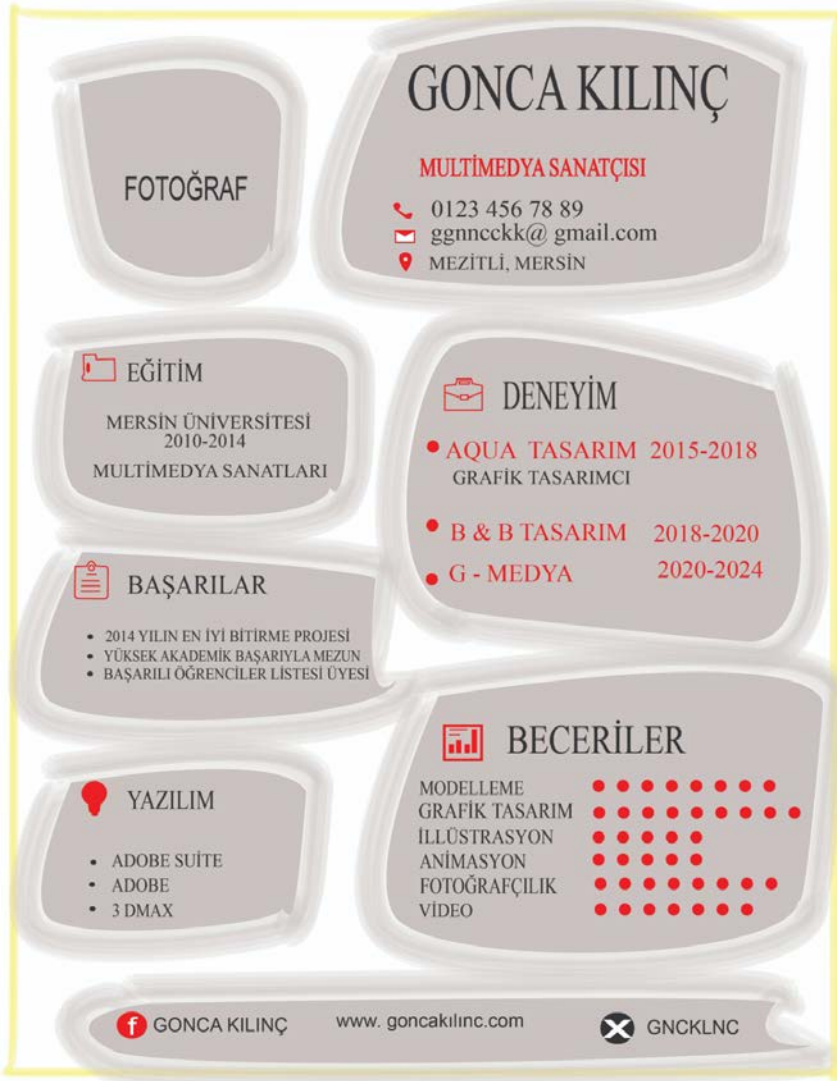 FOTOĞRAF
GONCA KILINÇ
MULTİMEDYA SANATÇISI
0123 456 78 89
ggnncckk@ gmail.com
MEZİTLİ, MERSİN
EĞİTİM
MERSİN ÜNİVERSİTESİ
2010-2014
MULTİMEDYA SANATLARI
DENEYİM
• AQUA TASARIM 2015-2018
GRAFİK TASARIMCI
• B & B TASARIM 2018-2020
• G - MEDYA 2020-2024
BAŞARILAR
• 2014 YILIN EN İYİ BİTİRME PROJESİ
• YÜKSEK AKADEMİK BAŞARIYLA MEZUN
• BAŞARILI ÖĞRENCİLER LİSTESİ ÜYESİ
YAZILIM
• ADOBE SUİTE
• ADOBE
• 3 DMAX
BECERİLER
MODELLEME
GRAFİK TASARIM
İLLÜSTRASYON
ANİMASYON
FOTOĞRAFÇILIK
VİDEO
f GONCA KILINÇ
www. goncakılınc.com
X GNCKLNC